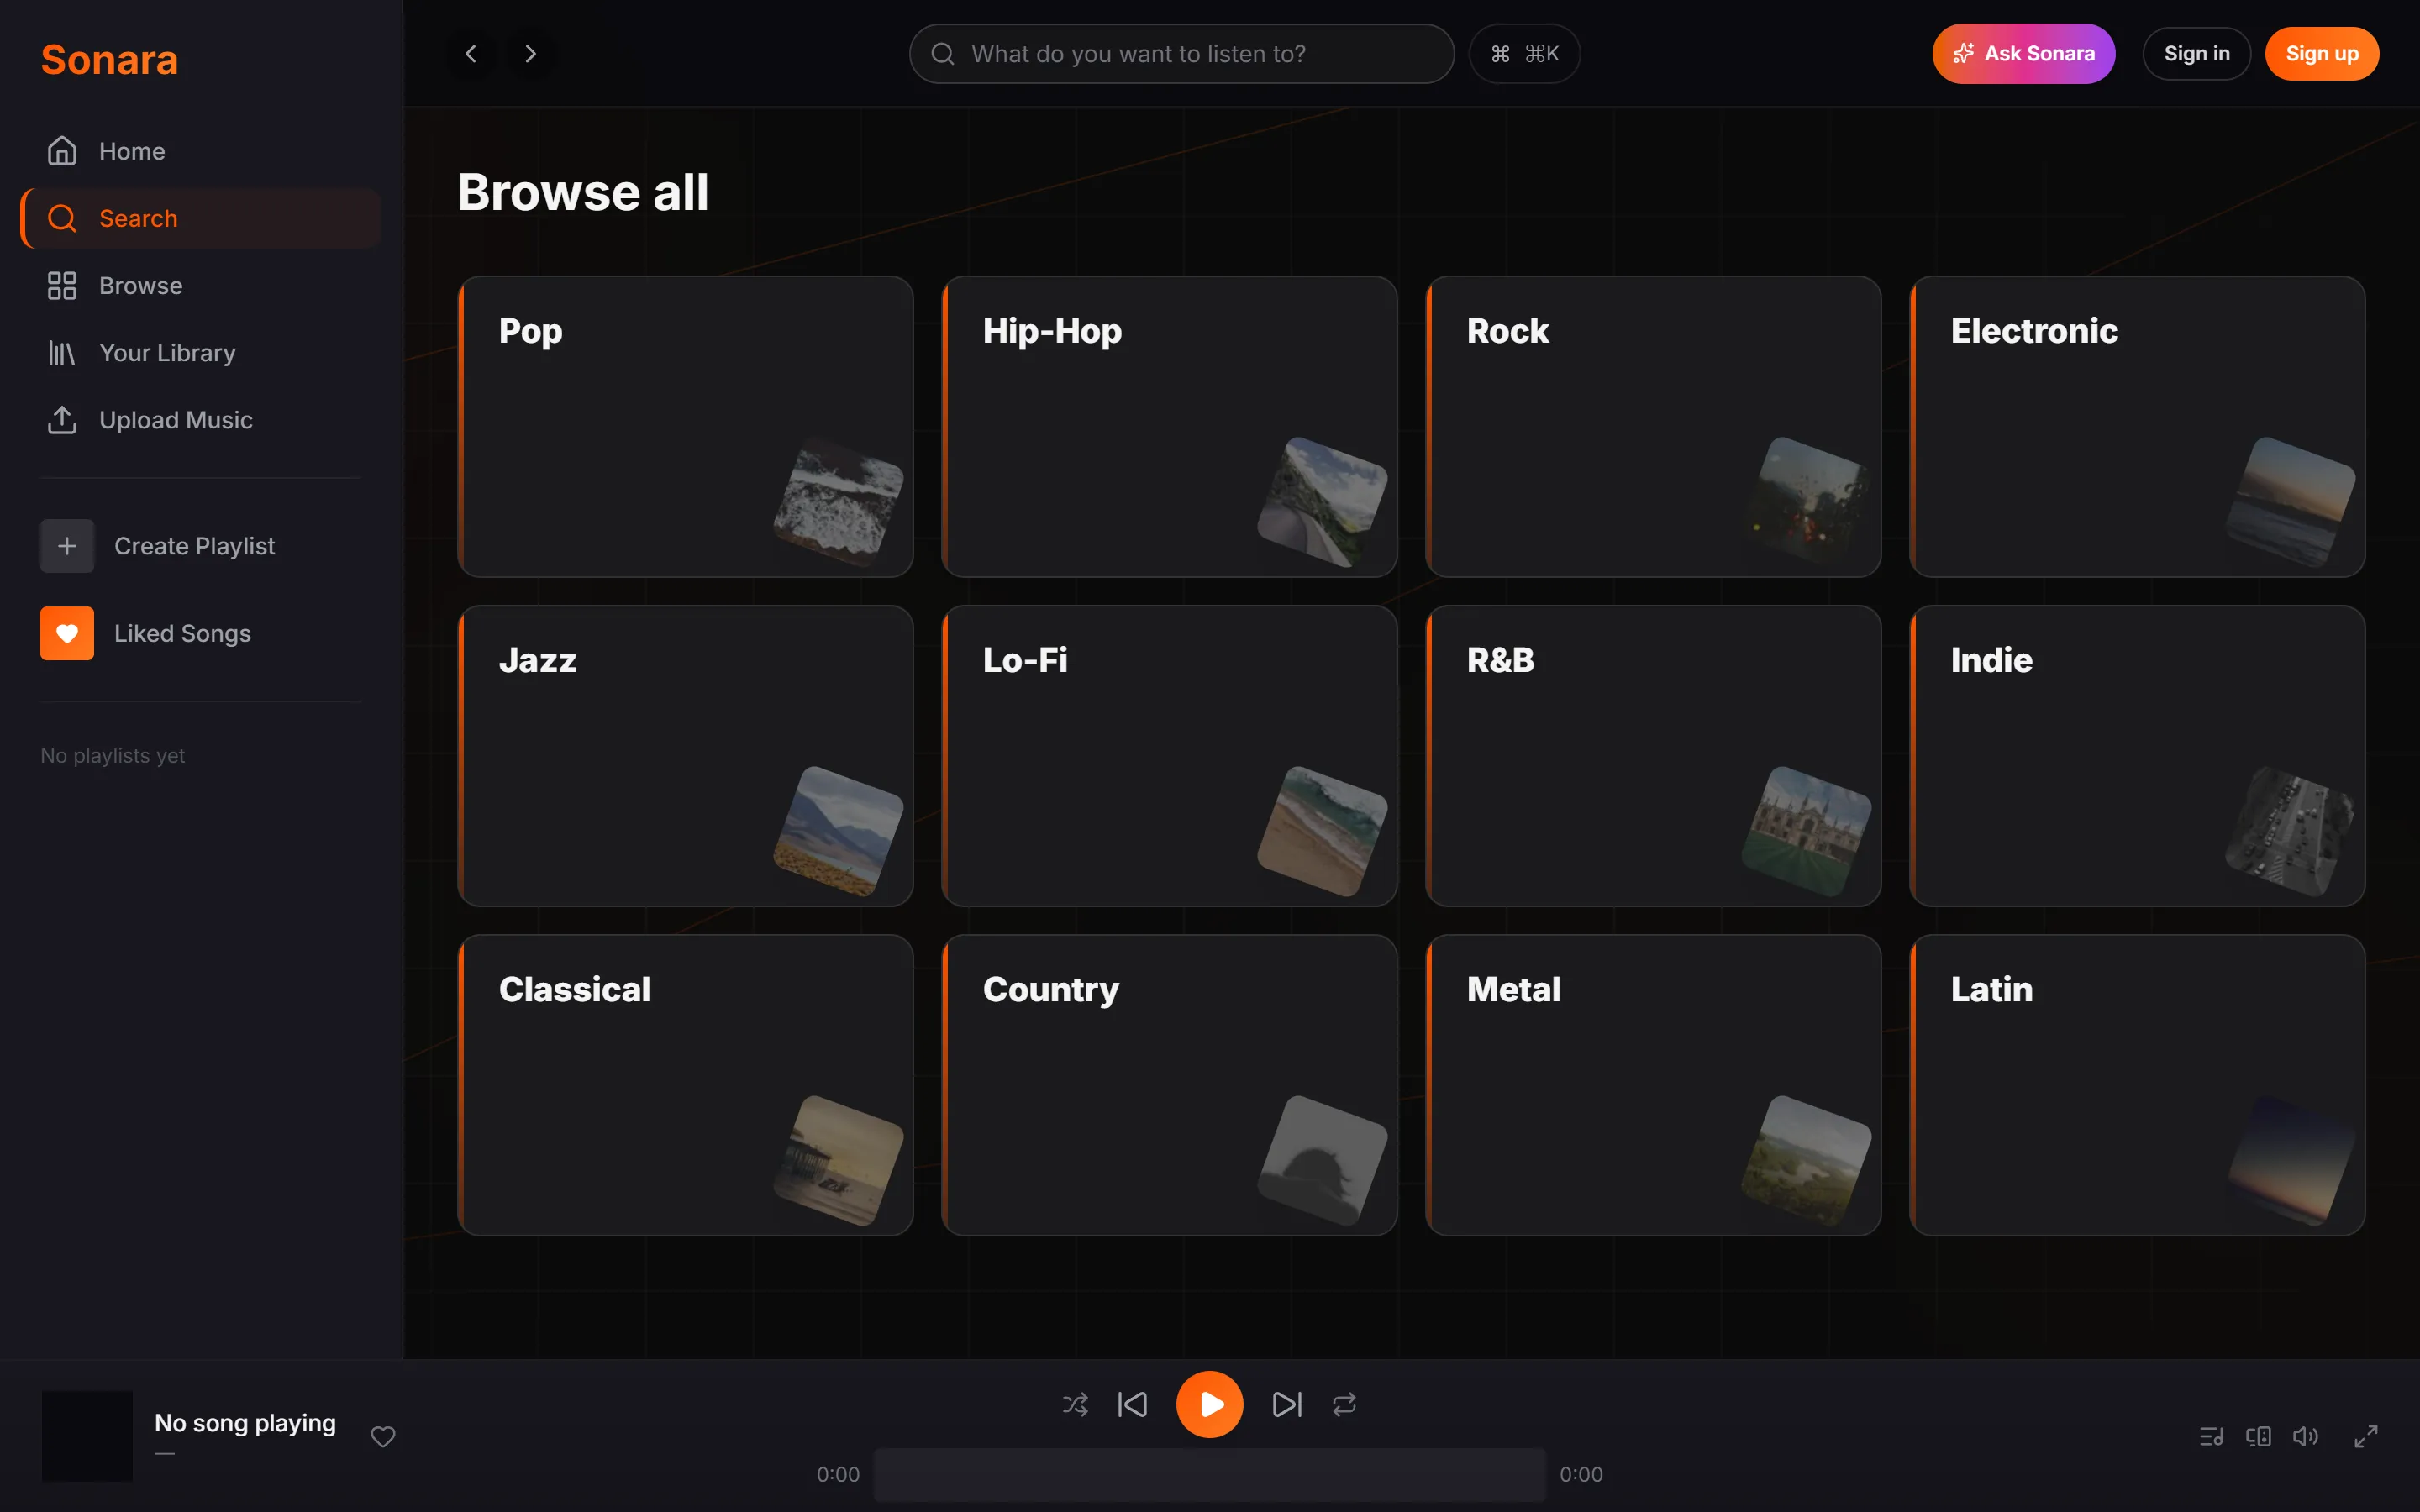 Sonara
What do you want to listen to?
⌘ ⌘K
Ask Sonara
Sign in
Sign up
Home
Search
Browse
Your Library
Upload Music
Create Playlist
Liked Songs
No playlists yet
Browse all
Pop
Hip-Hop
Rock
Electronic
Jazz
Lo-Fi
R&B
Indie
Classical
Country
Metal
Latin
No song playing
—
0:00
0:00